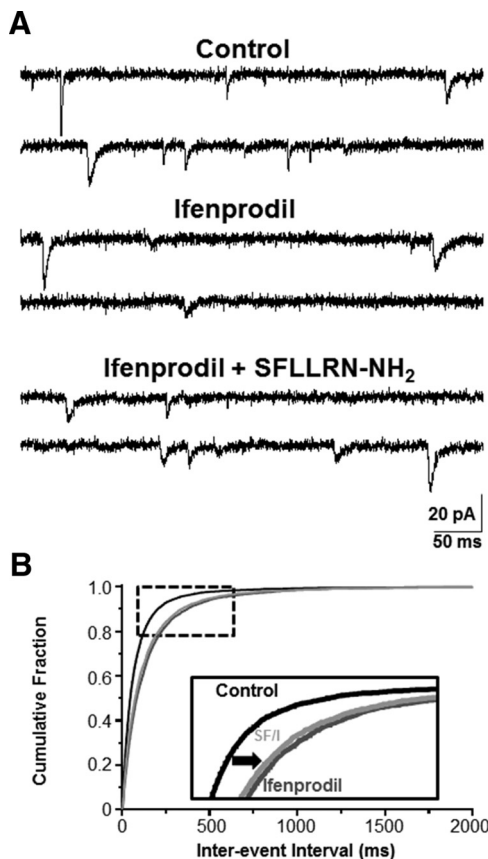 A
Control
Ifenprodil
Ifenprodil + SFLLRN-NH₂
20 pA
50 ms
B
1.0
0.8
0.6
0.4
0.2
0
Cumulative Fraction
Control
SF/I
Ifenprodil
0 500 1000 1500 2000
Inter-event Interval (ms)